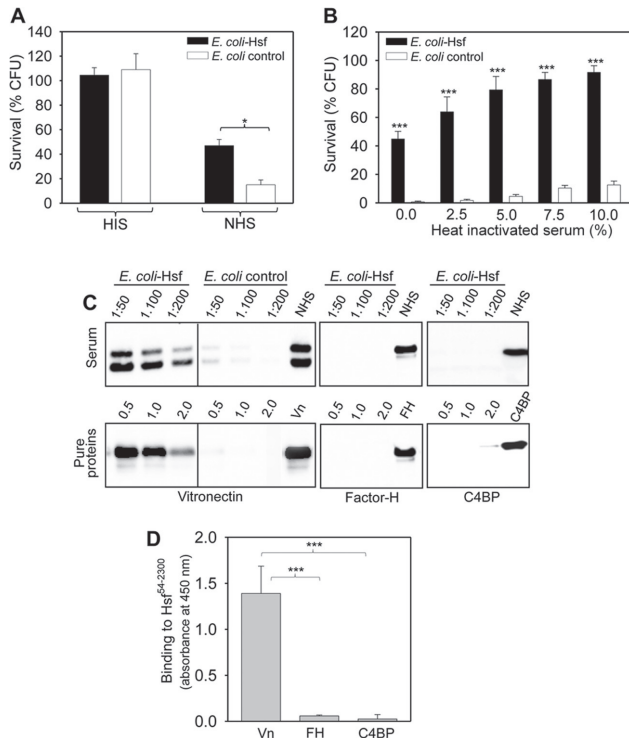 A
E. coli-Hsf
E. coli control
Survival (% CFU)
140
120
100
80
60
40
20
0
*
HIS
NHS
B
E. coli-Hsf
E. coli control
Survival (% CFU)
120
100
80
60
40
20
0
***
***
***
***
***
0.0
2.5
5.0
7.5
10.0
Heat inactivated serum (%)
C
E. coli-Hsf
E. coli control
E. coli-Hsf
E. coli-Hsf
1:50
1.100
1:200
1:50
1.100
1:200
NHS
1:50
1.100
1:200
NHS
1:50
1.100
1:200
NHS
Serum
0.5
1.0
2.0
0.5
1.0
2.0
Vn
0.5
1.0
2.0
FH
0.5
1.0
2.0
C4BP
Pure proteins
Vitronectin
Factor-H
C4BP
D
Binding to Hsf54-2300
(absorbance at 450 nm)
2.0
1.5
1.0
0.5
0.0
***
***
Vn
FH
C4BP